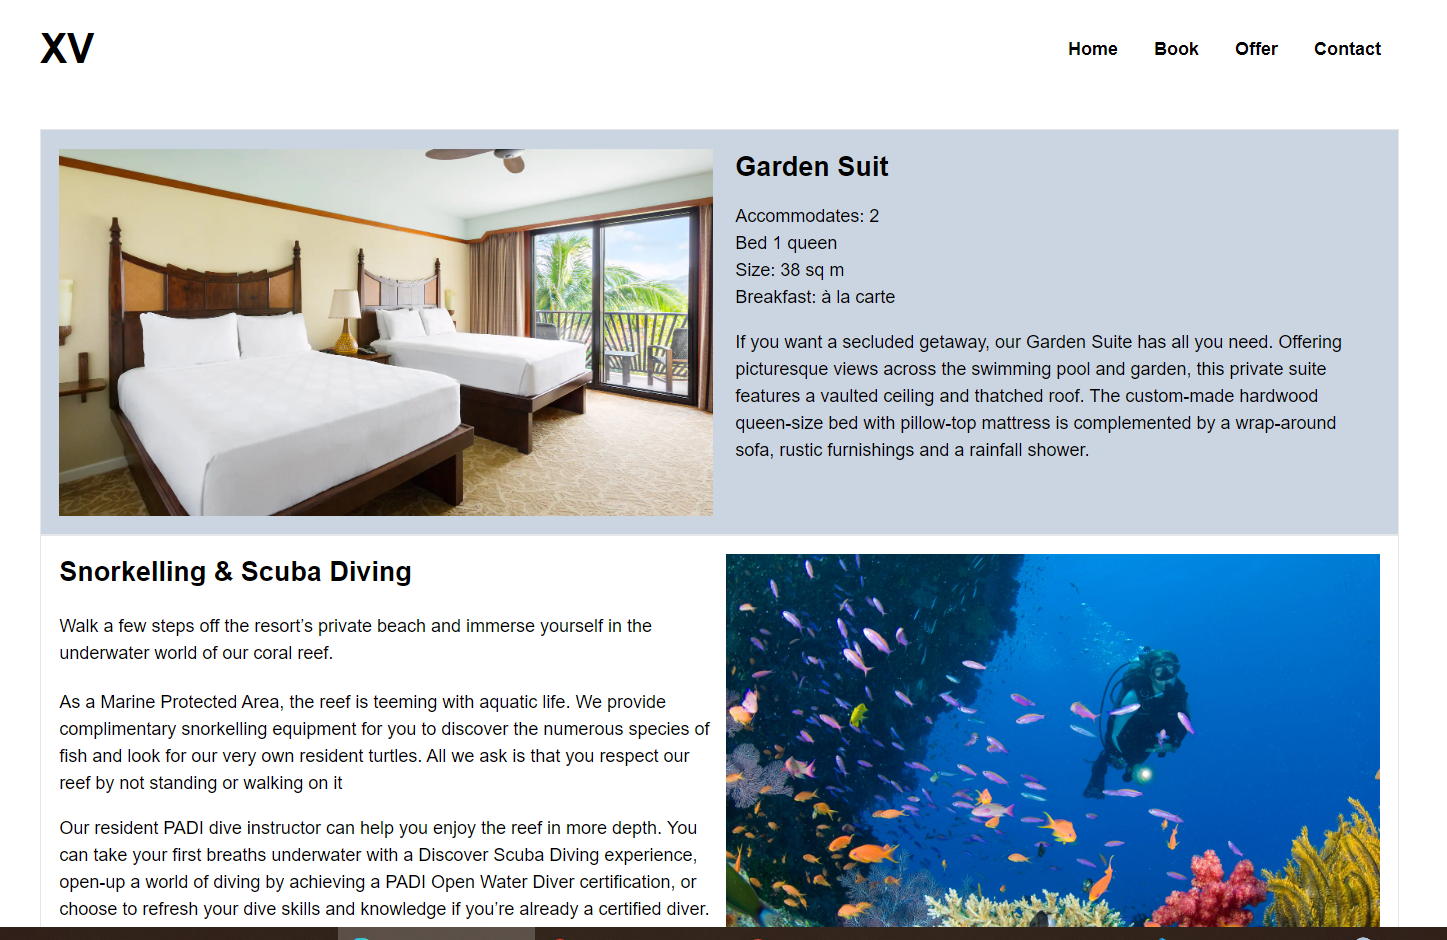 XV
Home Book Offer Contact
Garden Suit
Accommodates: 2
Bed 1 queen
Size: 38 sq m
Breakfast: à la carte
If you want a secluded getaway, our Garden Suite has all you need. Offering
picturesque views across the swimming pool and garden, this private suite
features a vaulted ceiling and thatched roof. The custom-made hardwood
queen-size bed with pillow-top mattress is complemented by a wrap-around
sofa, rustic furnishings and a rainfall shower.
Snorkelling & Scuba Diving
Walk a few steps off the resort’s private beach and immerse yourself in the
underwater world of our coral reef.
As a Marine Protected Area, the reef is teeming with aquatic life. We provide
complimentary snorkelling equipment for you to discover the numerous species of
fish and look for our very own resident turtles. All we ask is that you respect our
reef by not standing or walking on it
Our resident PADI dive instructor can help you enjoy the reef in more depth. You
can take your first breaths underwater with a Discover Scuba Diving experience,
open-up a world of diving by achieving a PADI Open Water Diver certification, or
choose to refresh your dive skills and knowledge if you’re already a certified diver.